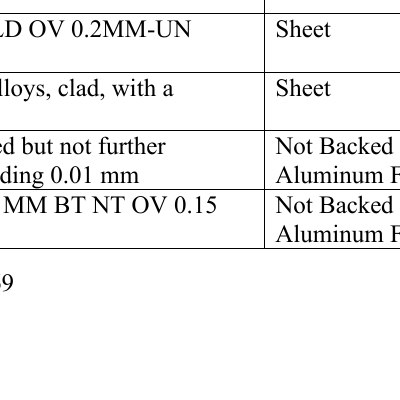 LD OV 0.2MM-UN Sheet
lloys, clad, with a Sheet
ed but not further Not Backed
ding 0.01 mm Aluminum F
MM BT NT OV 0.15 Not Backed
Aluminum F
9